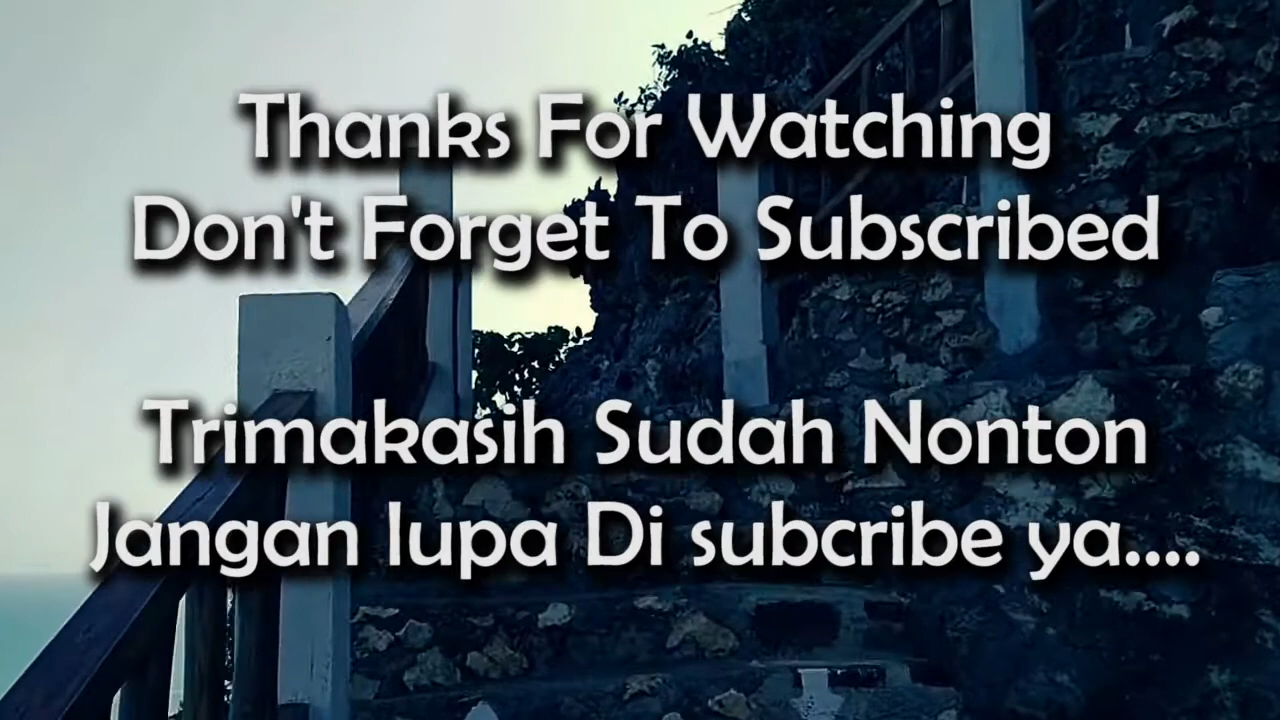 Thanks For Watching
Don't Forget To Subscribed
Trimakasih Sudah Nonton
Jangan lupa Di subcribe ya....